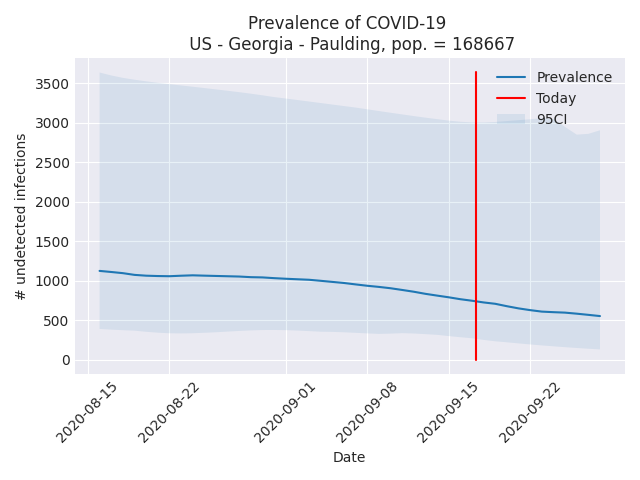 Prevalence of COVID-19
US - Georgia - Paulding, pop. = 168667
Prevalence
Today
95CI
# undetected infections
3500
3000
2500
2000
1500
1000
500
0
2020-08-15
2020-08-22
2020-09-01
2020-09-08
2020-09-15
2020-09-22
Date